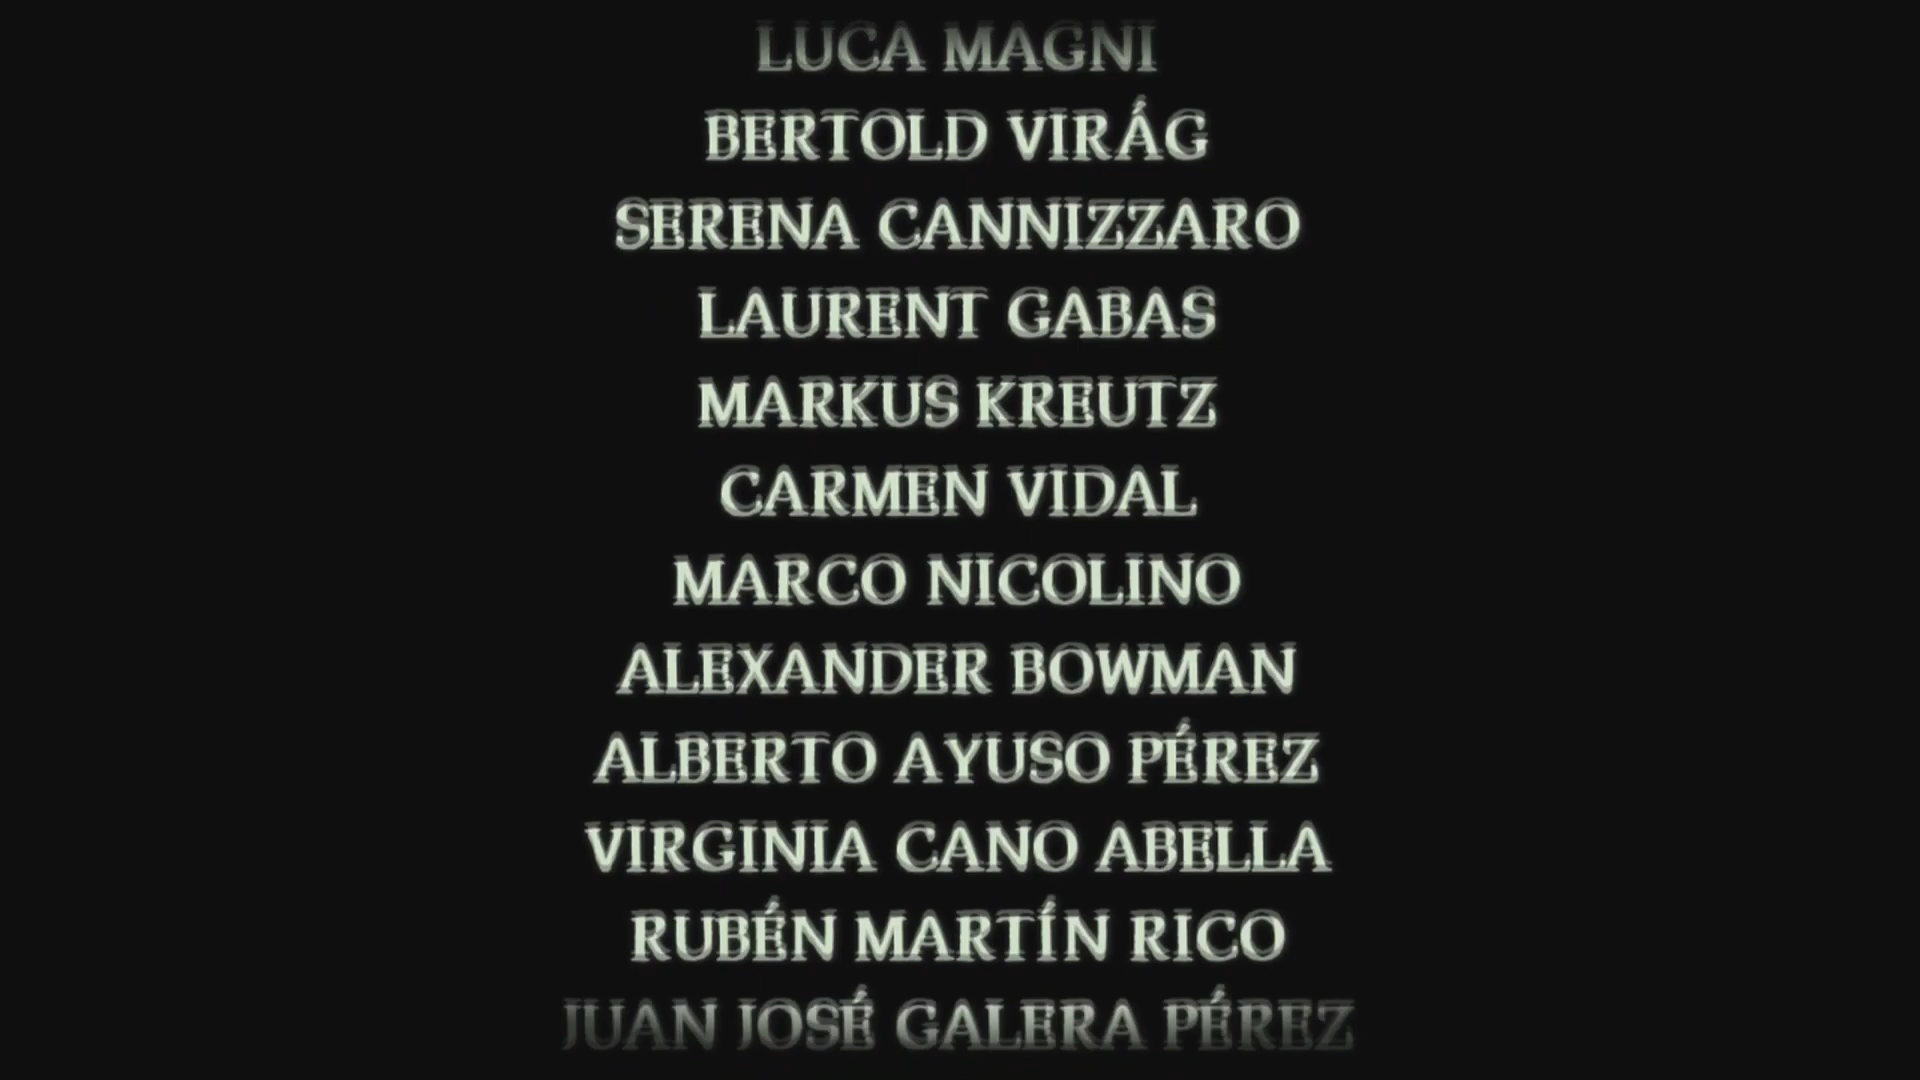 LUCA MAGNI
BERTOLD VIRÁG
SERENA CANNIZZARO
LAURENT GABAS
MARKUS KREUTZ
CARMEN VIDAL
MARCO NICOLINO
ALEXANDER BOWMAN
ALBERTO AYUSO PÉREZ
VIRGINIA CANO ABELLA
RUBÉN MARTÍN RICO
JUAN JOSÉ GALERA PÉREZ